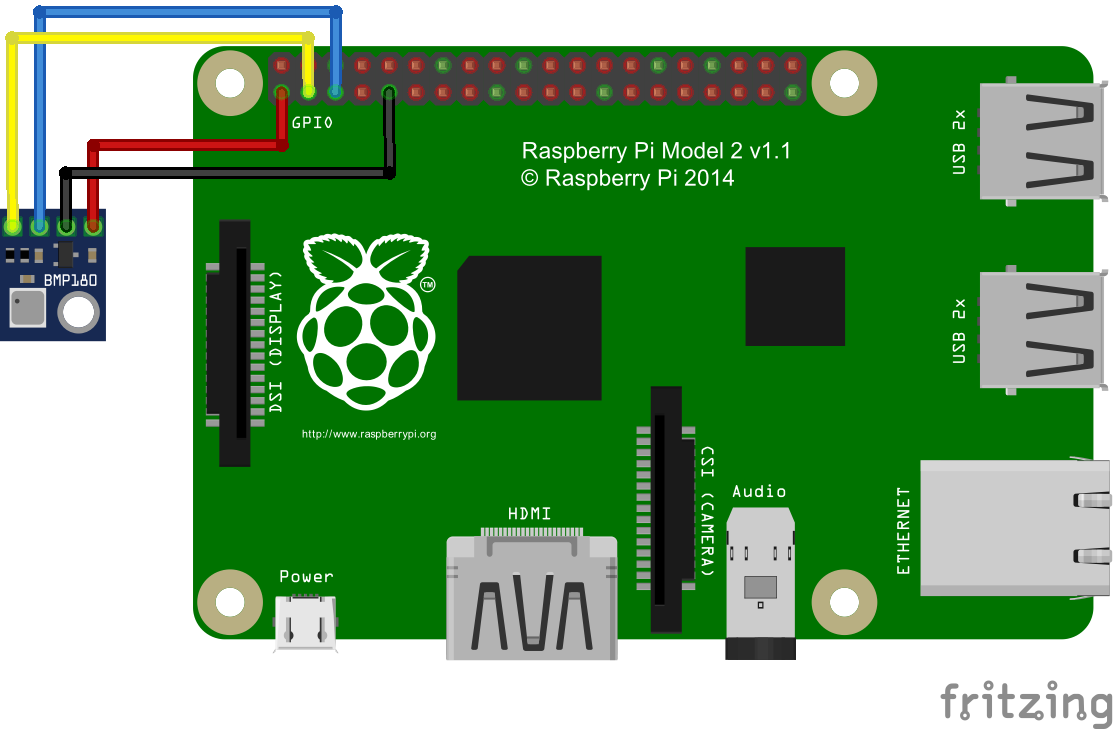 GPIO
Raspberry Pi Model 2 v1.1
© Raspberry Pi 2014
USB 2x
BMP180
TM
DSI (DISPLAY)
USB 2x
http://www.raspberrypi.org
CSI (CAMERA)
Audio
ETHERNET
HDMI
Power
fritzing